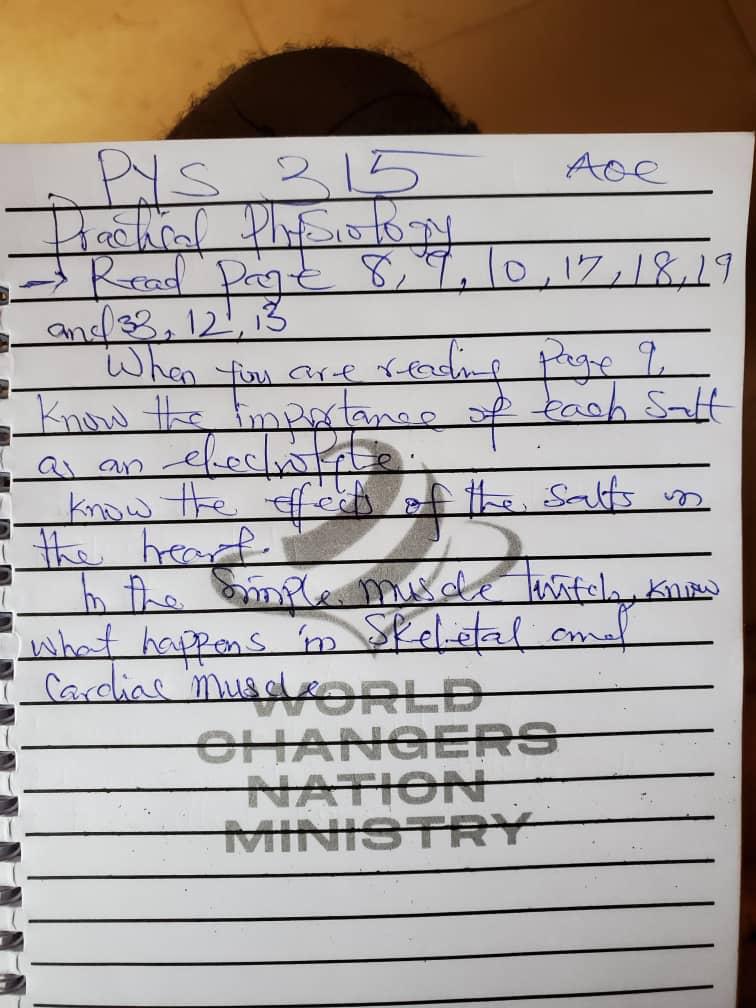 PYS 315 AOC
Practical Physiology
→ Read page 8, 9, 10, 17, 18, 19
and 33, 12, 13
When you are reading page 9,
know the importance of each Salt
as an electrolyte.
know the effects of the salts on
the heart.
In the Simple muscle Twitch, know
what happens in Skeletal and
Cardiac muscle
WORLD
CHANGERS
NATION
MINISTRY